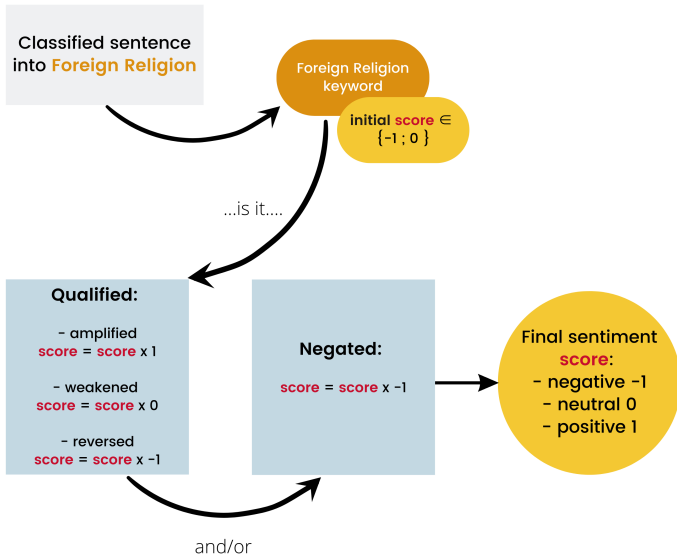 Classified sentence
into Foreign Religion
Foreign Religion
keyword
initial score ∈
{-1 ; 0 }
...is it....
Qualified:
- amplified
score = score x 1
- weakened
score = score x 0
- reversed
score = score x -1
Negated:
score = score x -1
Final sentiment
score:
- negative -1
- neutral 0
- positive 1
and/or